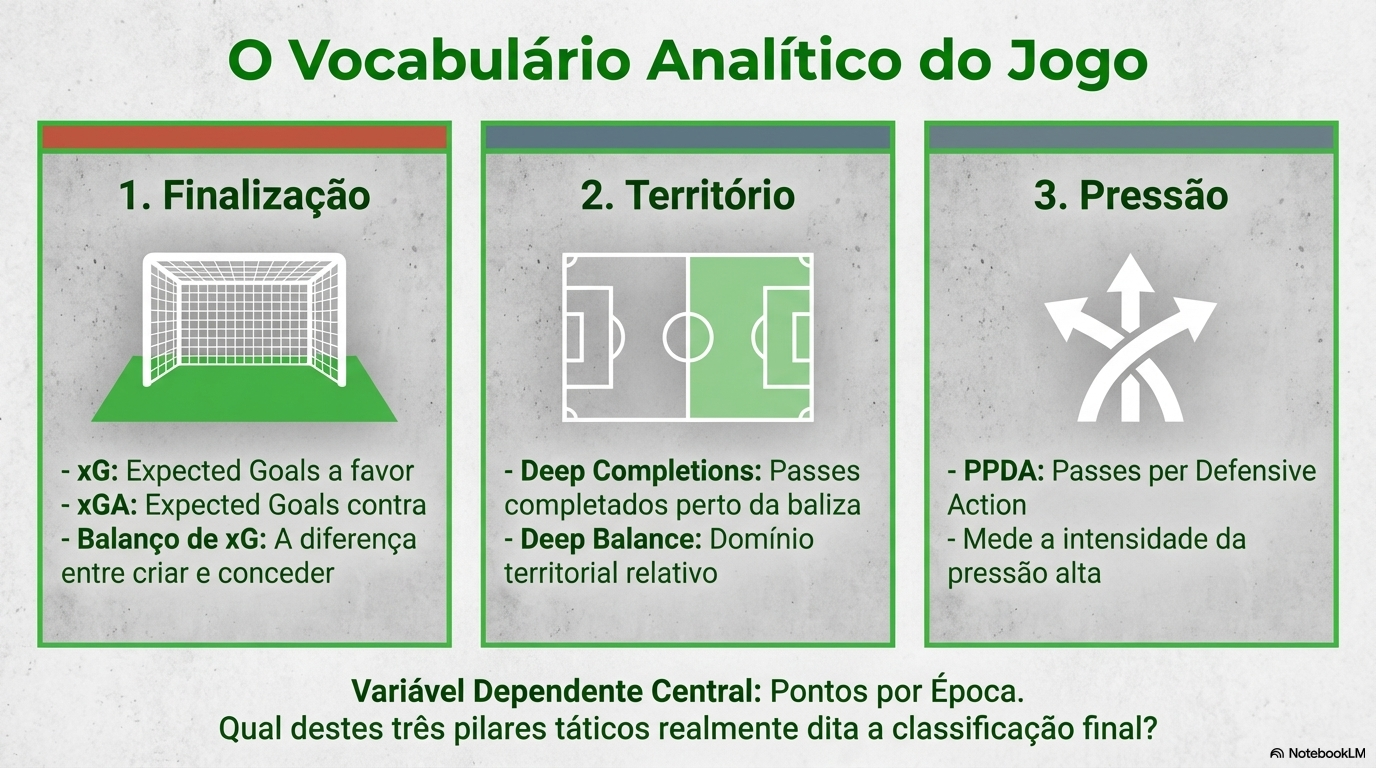 O Vocabulário Analítico do Jogo
1. Finalização
- xG: Expected Goals a favor
- xGA: Expected Goals contra
- Balanço de xG: A diferença
entre criar e conceder
2. Território
- Deep Completions: Passes
completados perto da baliza
- Deep Balance: Domínio
territorial relativo
3. Pressão
- PPDA: Passes per Defensive
Action
- Mede a intensidade da
pressão alta
Variável Dependente Central: Pontos por Época.
Qual destes três pilares táticos realmente dita a classificação final?
NotebookLM